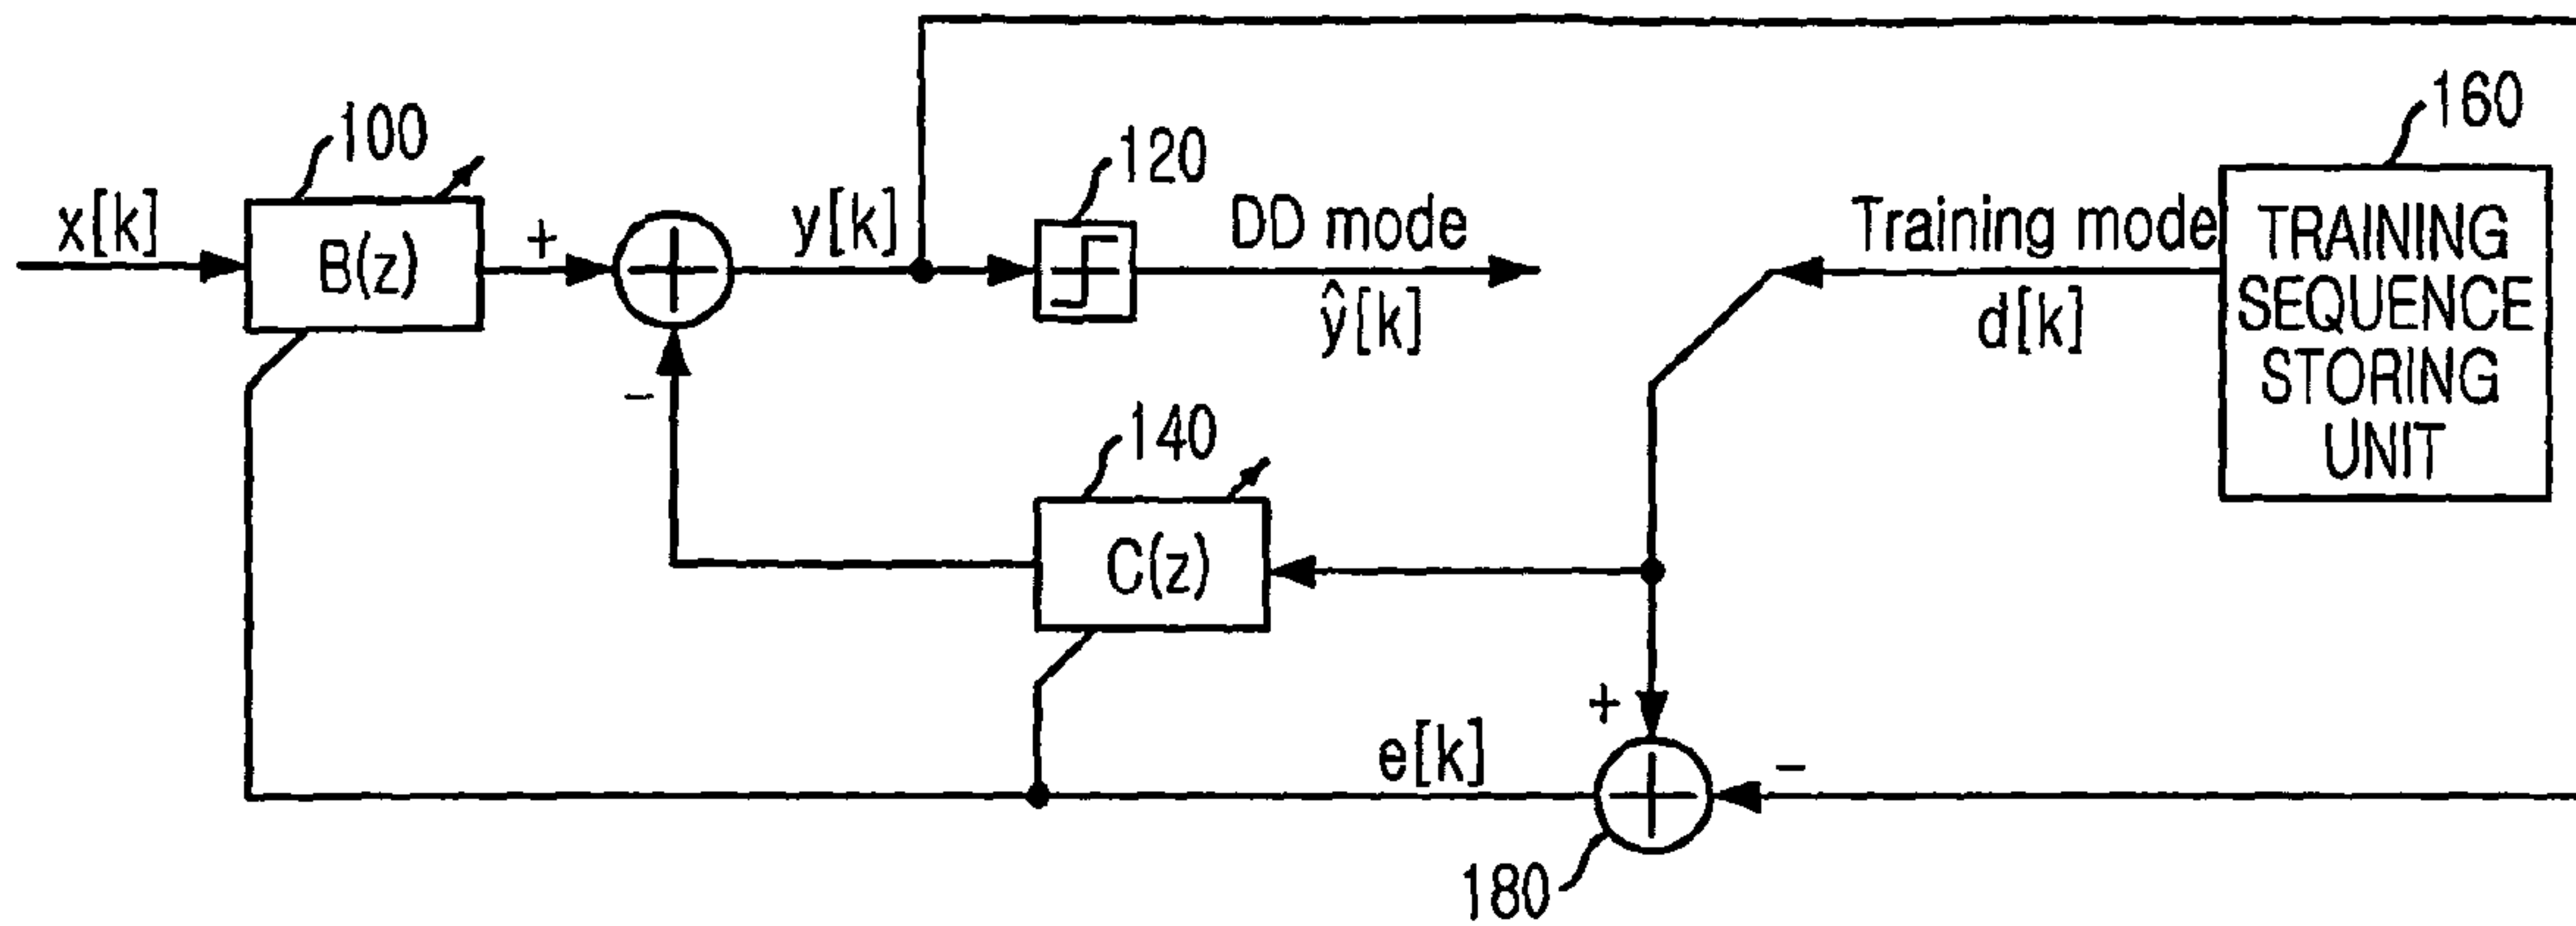 100
x[k]
B(z)
+
y[k]
120
DD mode
ŷ[k]
Training mode
d[k]
160
TRAINING
SEQUENCE
STORING
UNIT
-
140
C(z)
+
e[k]
-
180